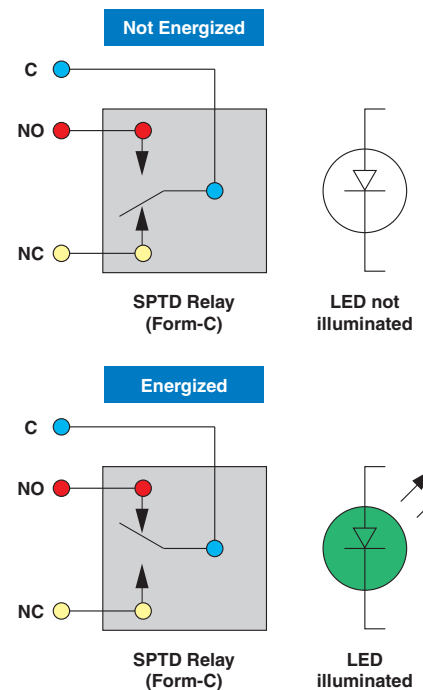 Not Energized
C
NO
NC
SPTD Relay
(Form-C)
LED not
illuminated
Energized
C
NO
NC
SPTD Relay
(Form-C)
LED
illuminated